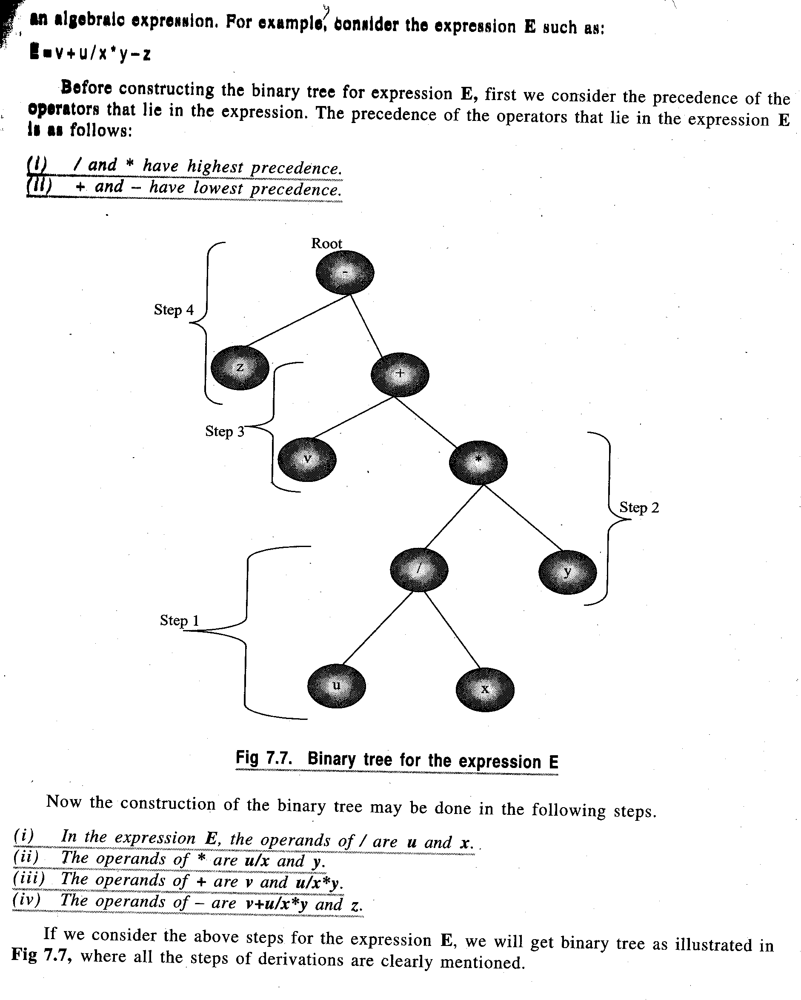 an algebraic expression. For example, consider the expression E such as:
E=v+u/x*y−z
Before constructing the binary tree for expression E, first we consider the precedence of the
operators that lie in the expression. The precedence of the operators that lie in the expression E
is as follows:
(i) / and * have highest precedence.
(ii) + and − have lowest precedence.
Root
-
Step 4
z
+
Step 3
v
*
Step 2
/
y
Step 1
u
x
Fig 7.7. Binary tree for the expression E
Now the construction of the binary tree may be done in the following steps.
(i) In the expression E, the operands of / are u and x.
(ii) The operands of * are u/x and y.
(iii) The operands of + are v and u/x*y.
(iv) The operands of − are v+u/x*y and z.
If we consider the above steps for the expression E, we will get binary tree as illustrated in
Fig 7.7, where all the steps of derivations are clearly mentioned.